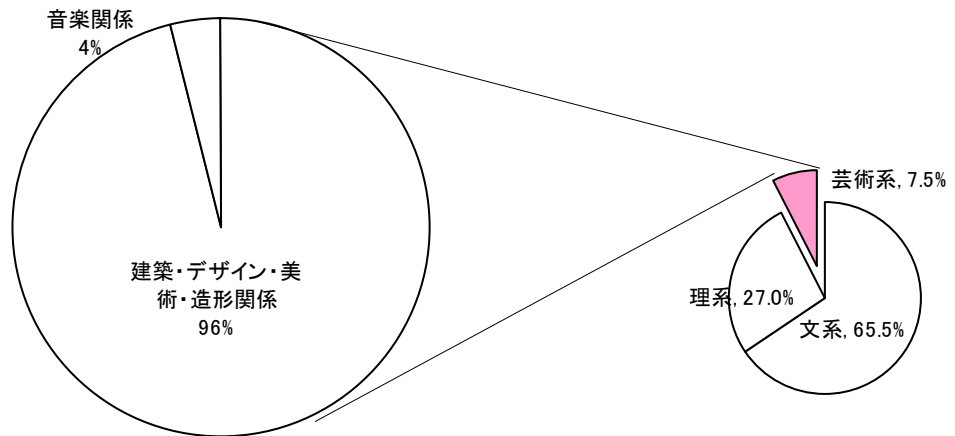 音楽関係
4%
建築・デザイン・美
術・造形関係
96%
芸術系, 7.5%
理系, 27.0%
文系, 65.5%